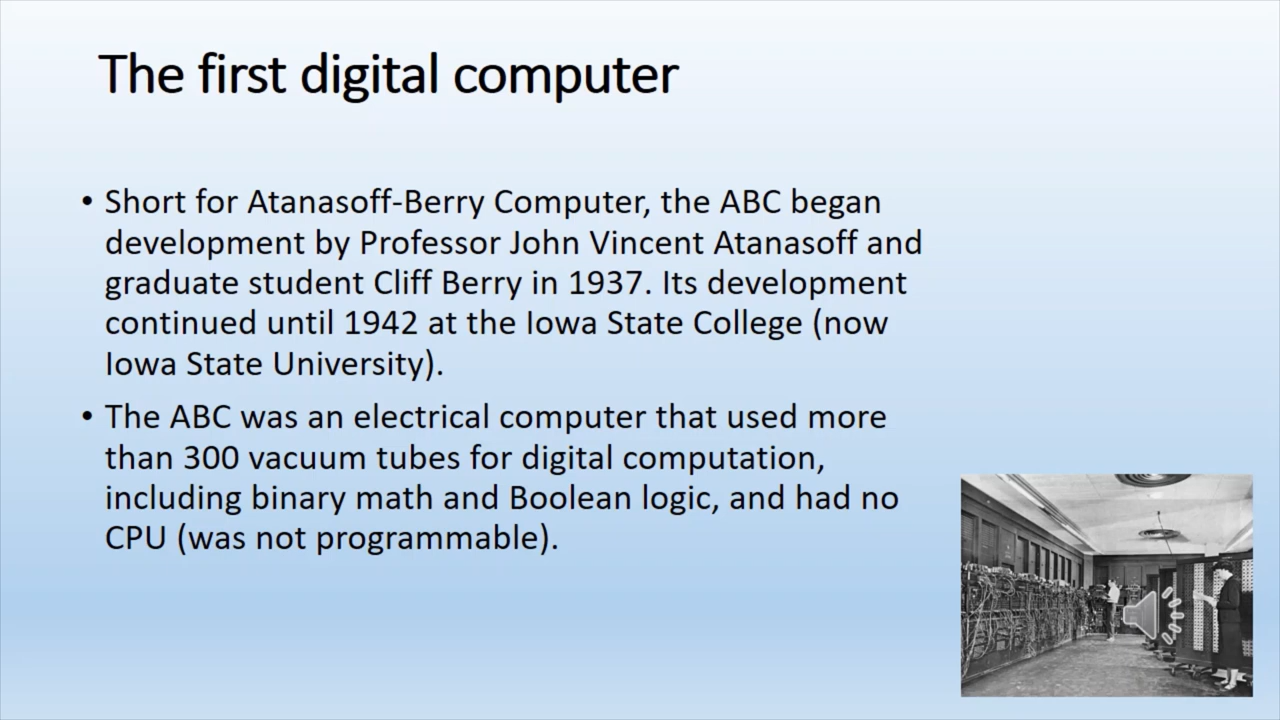 The first digital computer
• Short for Atanasoff-Berry Computer, the ABC began
development by Professor John Vincent Atanasoff and
graduate student Cliff Berry in 1937. Its development
continued until 1942 at the Iowa State College (now
Iowa State University).
• The ABC was an electrical computer that used more
than 300 vacuum tubes for digital computation,
including binary math and Boolean logic, and had no
CPU (was not programmable).